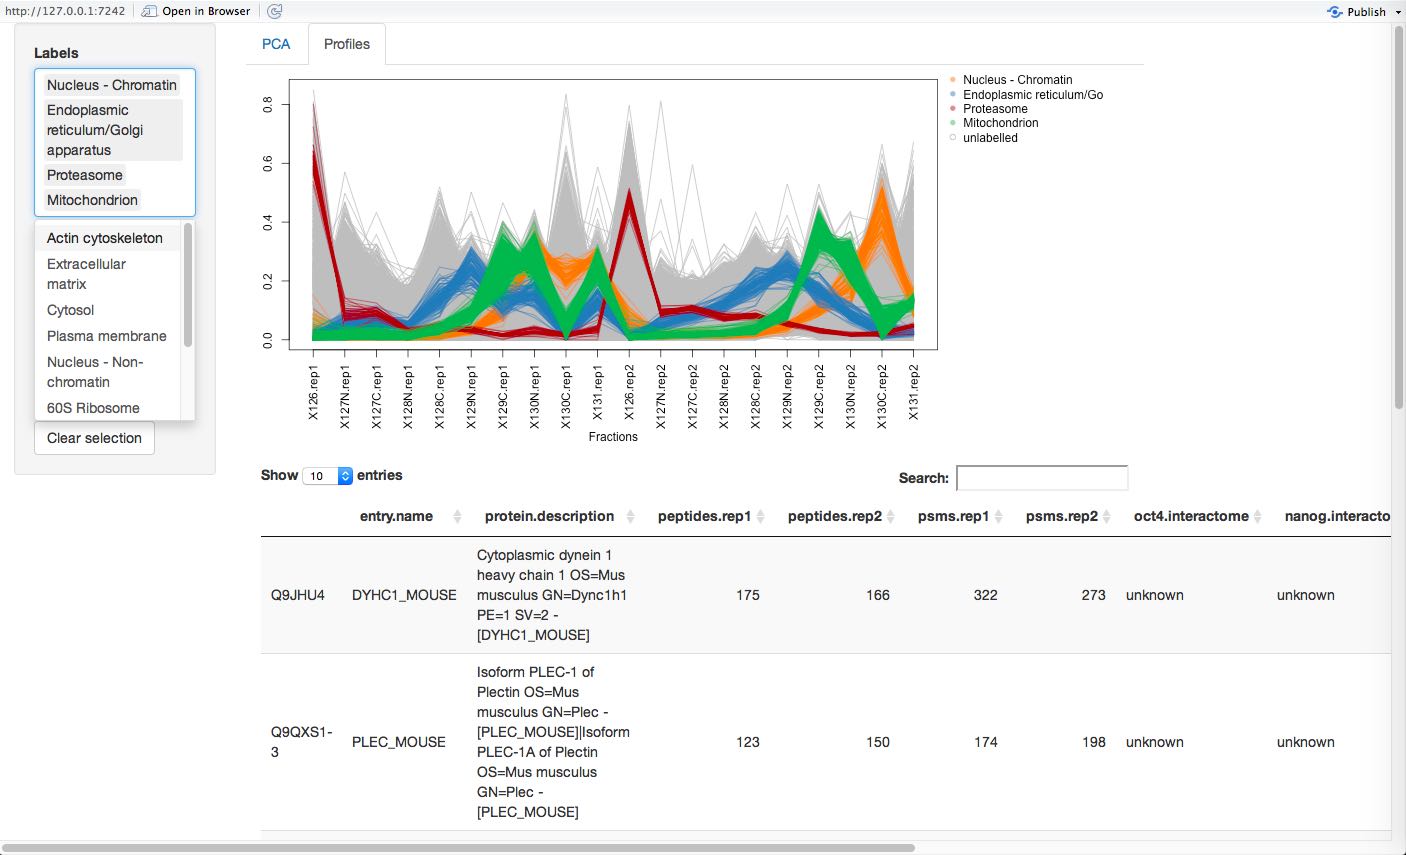 http://127.0.0.1:7242 Open in Browser Publish
Labels
Nucleus - Chromatin
Endoplasmic
reticulum/Golgi
apparatus
Proteasome
Mitochondrion
Actin cytoskeleton
Extracellular
matrix
Cytosol
Plasma membrane
Nucleus - Non-
chromatin
60S Ribosome
Clear selection
PCA Profiles
0.8
0.6
0.4
0.2
0.0
X126.rep1
X127N.rep1
X127C.rep1
X128N.rep1
X128C.rep1
X129N.rep1
X129C.rep1
X130N.rep1
X130C.rep1
X131.rep1
X126.rep2
X127N.rep2
X127C.rep2
X128N.rep2
X128C.rep2
X129N.rep2
X129C.rep2
X130N.rep2
X130C.rep2
X131.rep2
Fractions
Nucleus - Chromatin
Endoplasmic reticulum/Go
Proteasome
Mitochondrion
unlabelled
Show 10 entries
Search:
entry.name protein.description peptides.rep1 peptides.rep2 psms.rep1 psms.rep2 oct4.interactome nanog.interacto
Q9JHU4 DYHC1_MOUSE
Cytoplasmic dynein 1
heavy chain 1 OS=Mus
musculus GN=Dync1h1
PE=1 SV=2 -
[DYHC1_MOUSE]
175 166 322 273 unknown unknown
Q9QXS1-
3
PLEC_MOUSE
Isoform PLEC-1 of
Plectin OS=Mus
musculus GN=Plec -
[PLEC_MOUSE]|Isoform
PLEC-1A of Plectin
OS=Mus musculus
GN=Plec -
[PLEC_MOUSE]
123 150 174 198 unknown unknown